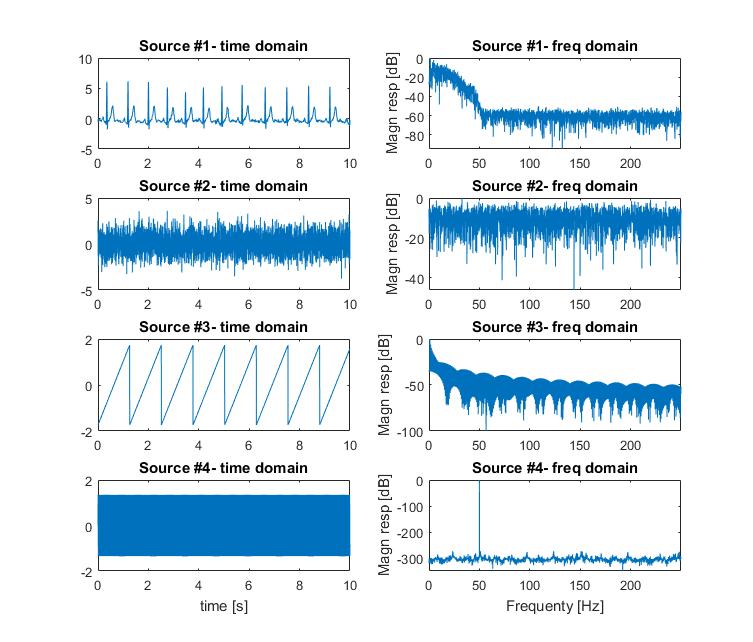 Source #1- time domain
10
5
0
-5
0 2 4 6 8 10
Source #1- freq domain
Magn resp [dB]
0
-20
-40
-60
-80
0 50 100 150 200
Source #2- time domain
5
0
-5
0 2 4 6 8 10
Source #2- freq domain
Magn resp [dB]
0
-20
-40
0 50 100 150 200
Source #3- time domain
2
0
-2
0 2 4 6 8 10
Source #3- freq domain
Magn resp [dB]
0
-50
-100
0 50 100 150 200
Source #4- time domain
2
0
-2
0 2 4 6 8 10
time [s]
Source #4- freq domain
Magn resp [dB]
0
-100
-200
-300
0 50 100 150 200
Frequenty [Hz]